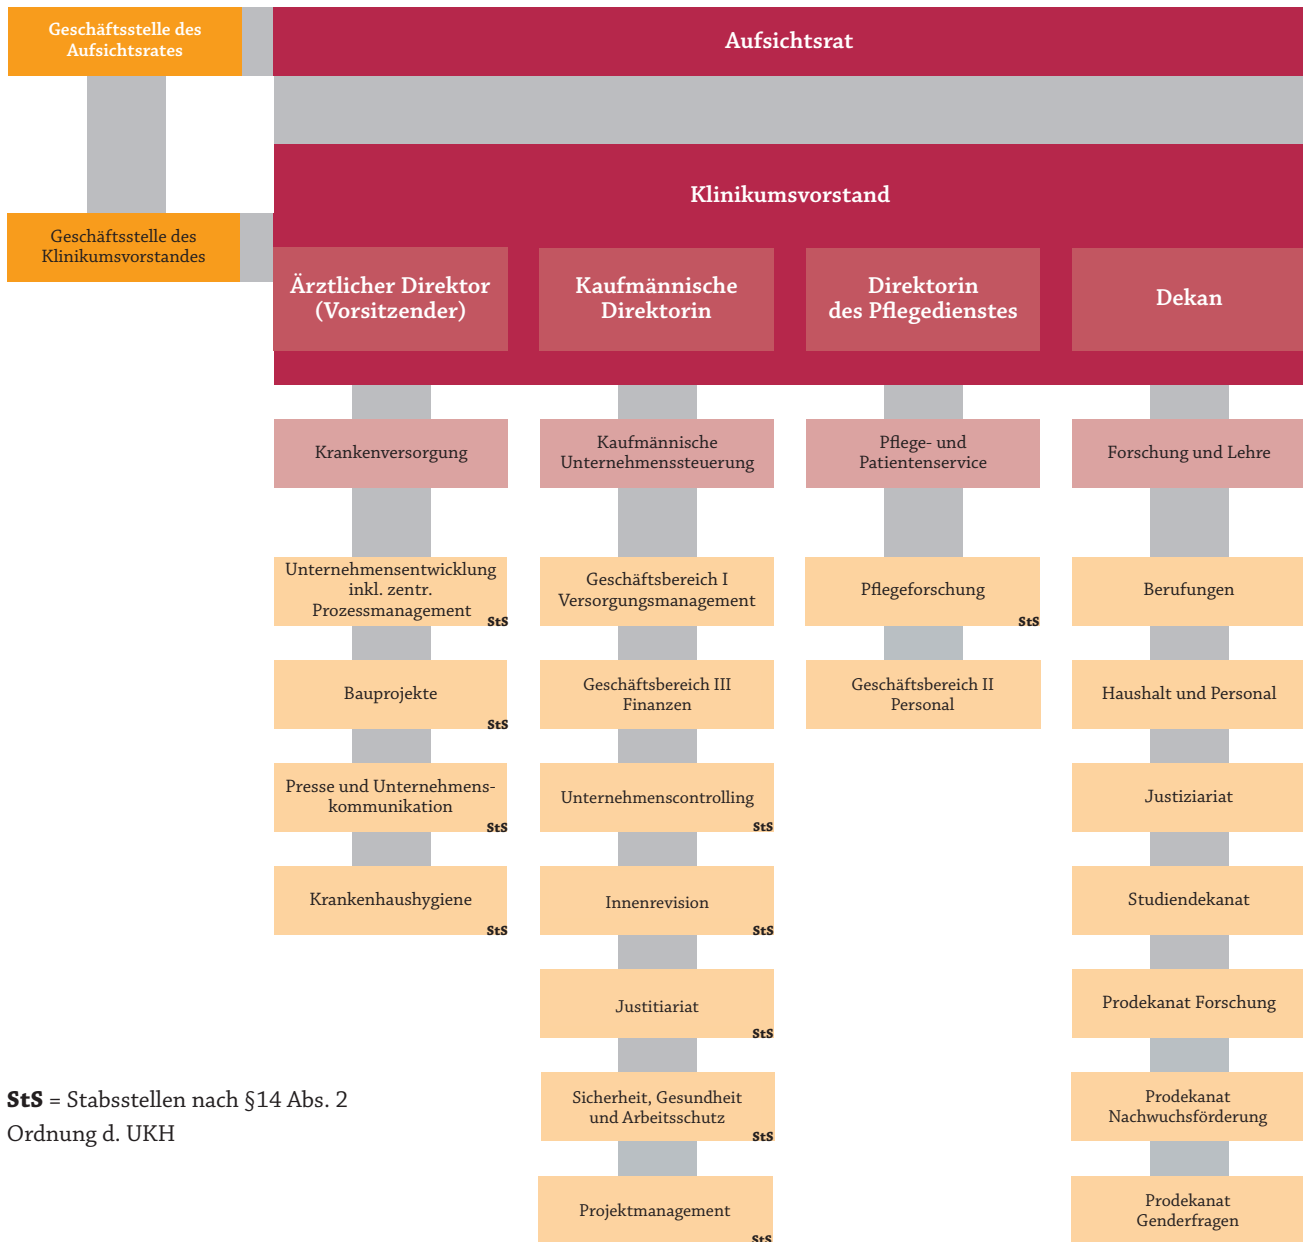 Geschäftsstelle des
Aufsichtsrates
Aufsichtsrat
Klinikumsvorstand
Geschäftsstelle des
Klinikumsvorstandes
Ärztlicher Direktor
(Vorsitzender)
Kaufmännische
Direktorin
Direktorin
des Pflegedienstes
Dekan
Krankenversorgung
Kaufmännische
Unternehmenssteuerung
Pflege- und
Patientenservice
Forschung und Lehre
Unternehmensentwicklung
inkl. zentr.
Prozessmanagement
StS
Geschäftsbereich I
Versorgungsmanagement
Pflegeforschung
StS
Berufungen
Bauprojekte
StS
Geschäftsbereich III
Finanzen
Geschäftsbereich II
Personal
Haushalt und Personal
Presse und Unternehmens-
kommunikation
StS
Unternehmenscontrolling
StS
Justiziariat
Krankenhaushygiene
StS
Innenrevision
StS
Studiendekanat
Justitiariat
StS
Prodekanat Forschung
StS = Stabsstellen nach §14 Abs. 2
Ordnung d. UKH
Sicherheit, Gesundheit
und Arbeitsschutz
StS
Prodekanat
Nachwuchsförderung
Projektmanagement
StS
Prodekanat
Genderfragen